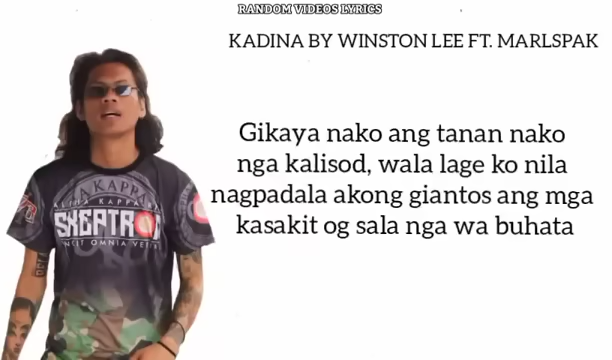 RANDOM VIDEOS LYRICS
KADINA BY WINSTON LEE FT. MARLSPAK
Gikaya nako ang tanan nako
nga kalisod, wala lage ko nila
nagpadala akong giantos ang mga
kasakit og sala nga wa buhata
SKEPTRON